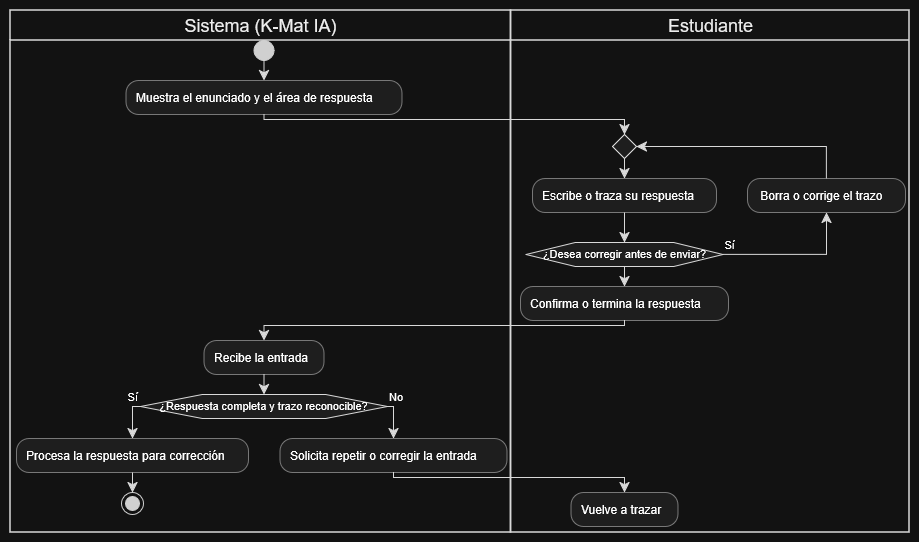 Sistema (K-Mat IA)
Estudiante
Muestra el enunciado y el área de respuesta
Escribe o traza su respuesta
Borra o corrige el trazo
¿Desea corregir antes de enviar?
Sí
Confirma o termina la respuesta
Recibe la entrada
¿Respuesta completa y trazo reconocible?
Sí
No
Procesa la respuesta para corrección
Solicita repetir o corregir la entrada
Vuelve a trazar